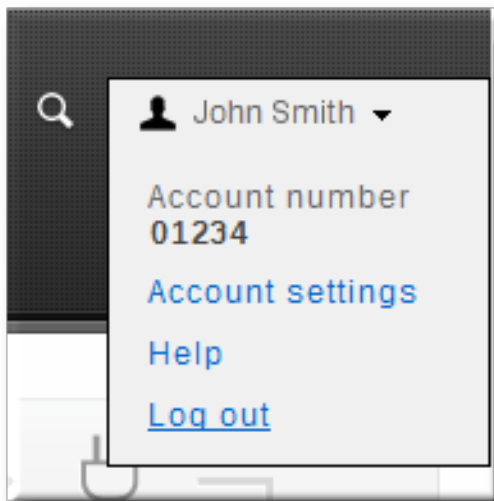 John Smith
Account number
01234
Account settings
Help
Log out